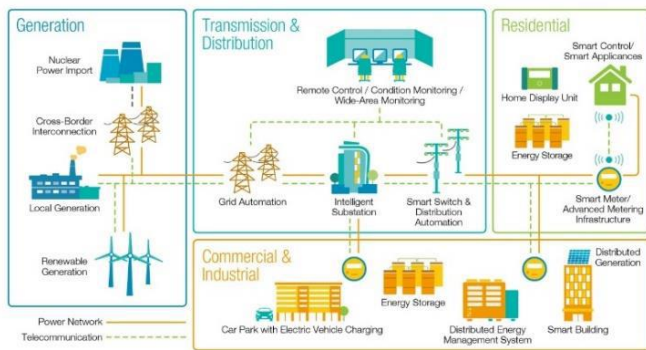 Generation
Nuclear
Power Import
Cross-Border
Interconnection
Local Generation
Renewable
Generation
Power Network
Telecommunication
Transmission &
Distribution
Remote Control / Condition Monitoring /
Wide-Area Monitoring
Grid Automation
Intelligent
Substation
Smart Switch &
Distribution
Automation
Residential
Smart Control/
Smart Applicances
Home Display Unit
Energy Storage
Smart Meter/
Advanced Metering
Infrastructure
Commercial &
Industrial
Car Park with Electric Vehicle Charging
Energy Storage
Distributed Energy
Management System
Distributed
Generation
Smart Building